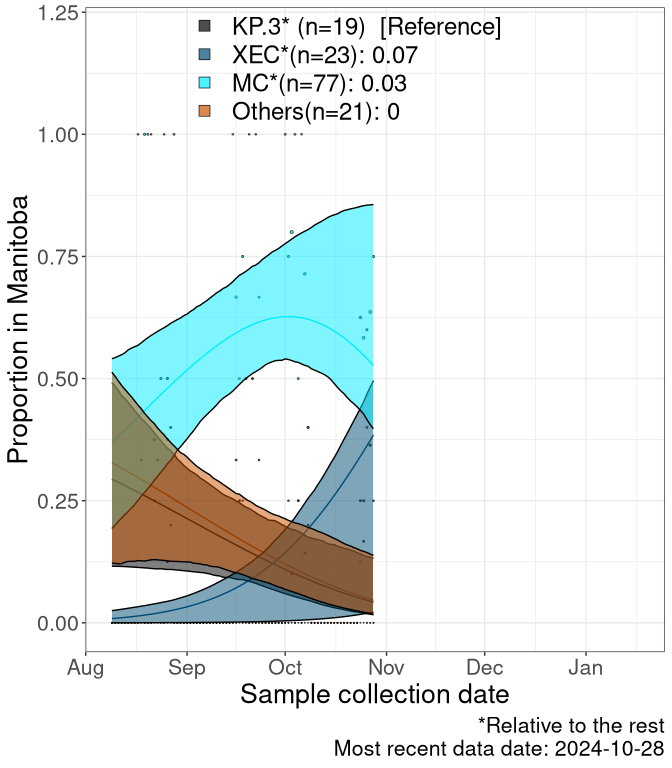 KP.3* (n=19)  [Reference]
XEC*(n=23): 0.07
MC*(n=77): 0.03
Others(n=21): 0
1.25
1.00
0.75
0.50
0.25
0.00
Proportion in Manitoba
Aug Sep Oct Nov Dec Jan
Sample collection date
*Relative to the rest
Most recent data date: 2024-10-28